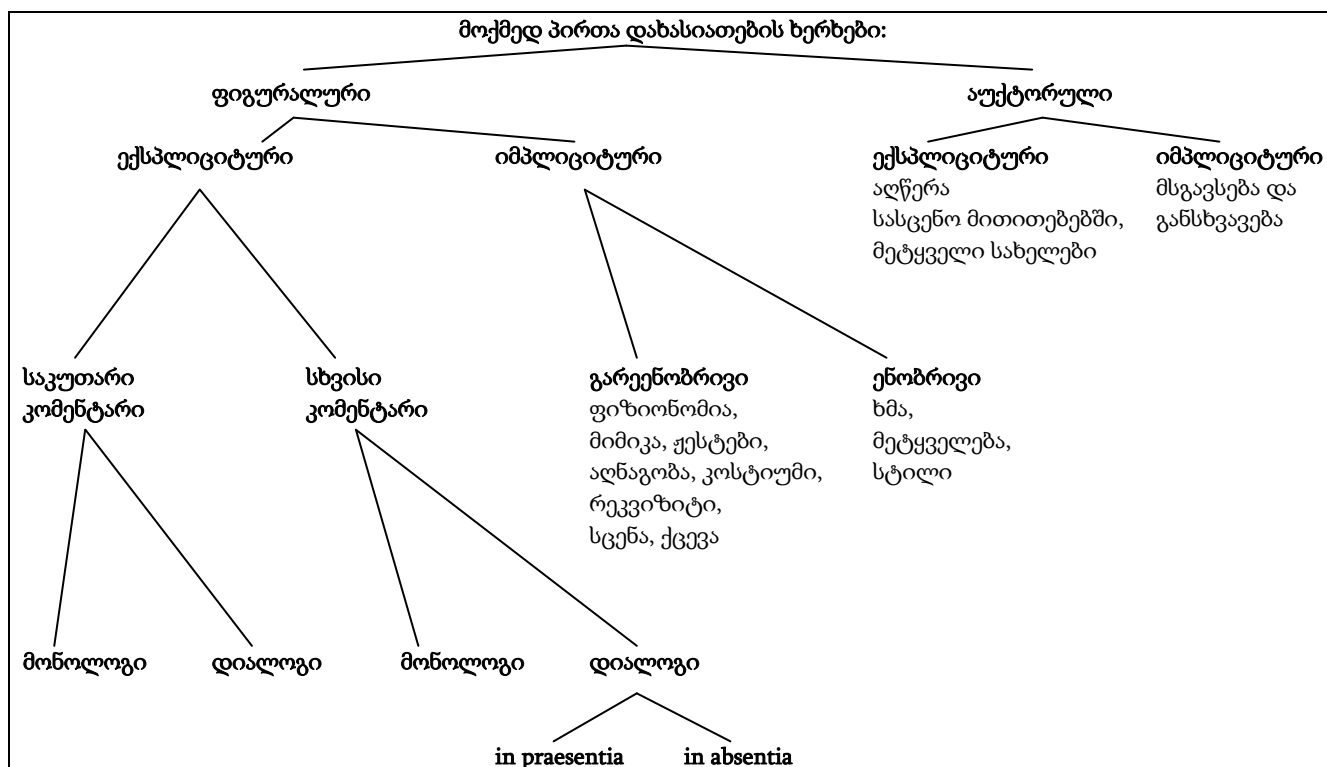 მოქმედ პირთა დახასიათების ხერხები:
ფიგურალური
აუქტორული
ექსპლიციტური
იმპლიციტური
ექსპლიციტური
აღწერა
სასცენო მითითებებში,
მეტყველი სახელები
იმპლიციტური
მსგავსება და
განსხვავება
საკუთარი
კომენტარი
სხვისი
კომენტარი
გარეენობრივი
ფიზიონომია,
მიმიკა, ჟესტები,
აღნაგობა, კოსტიუმი,
რეკვიზიტი,
სცენა, ქცევა
ენობრივი
ხმა,
მეტყველება,
სტილი
მონოლოგი
დიალოგი
მონოლოგი
დიალოგი
in praesentia
in absentia